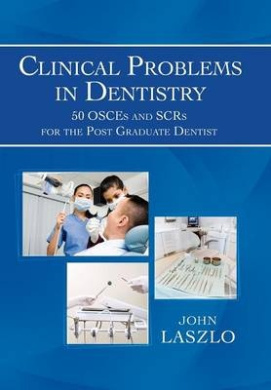 CLINICAL PROBLEMS
IN DENTISTRY
50 OSCES AND SCRS
FOR THE POST GRADUATE DENTIST
JOHN
LASZLO